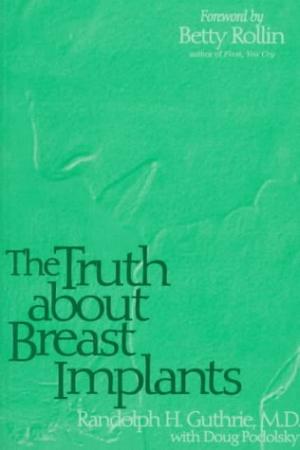 Foreword by
Betty Rollin
author of First, You Cry
The Truth
about
Breast
Implants
Randolph H. Guthrie, M.D.
with Doug Podolsky